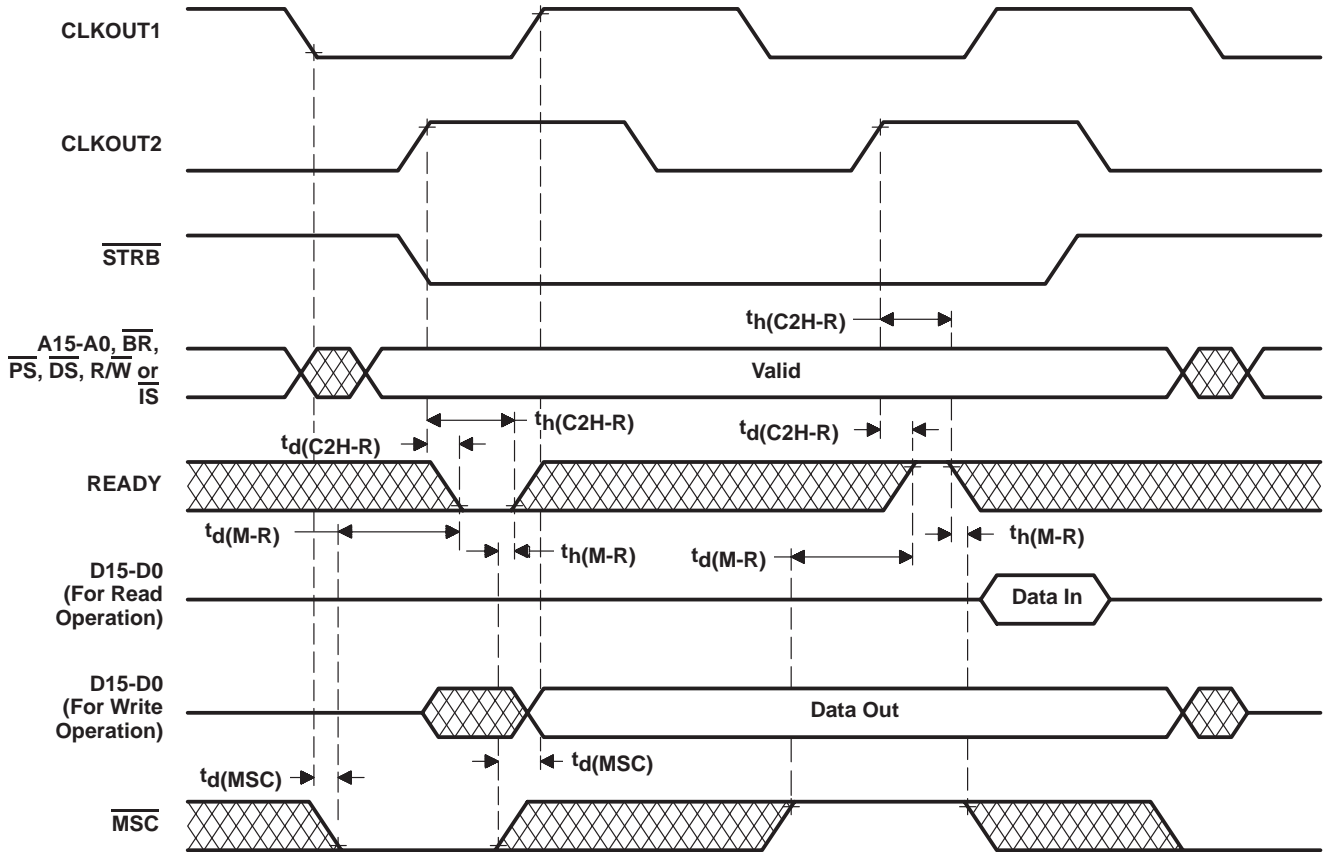 CLKOUT1
CLKOUT2
STRB
th(C2H-R)
A15-A0, BR,
PS, DS, R/W or
IS
Valid
th(C2H-R)
td(C2H-R)
td(C2H-R)
READY
td(M-R)
th(M-R)
td(M-R)
th(M-R)
D15-D0
(For Read
Operation)
Data In
D15-D0
(For Write
Operation)
Data Out
td(MSC)
td(MSC)
MSC